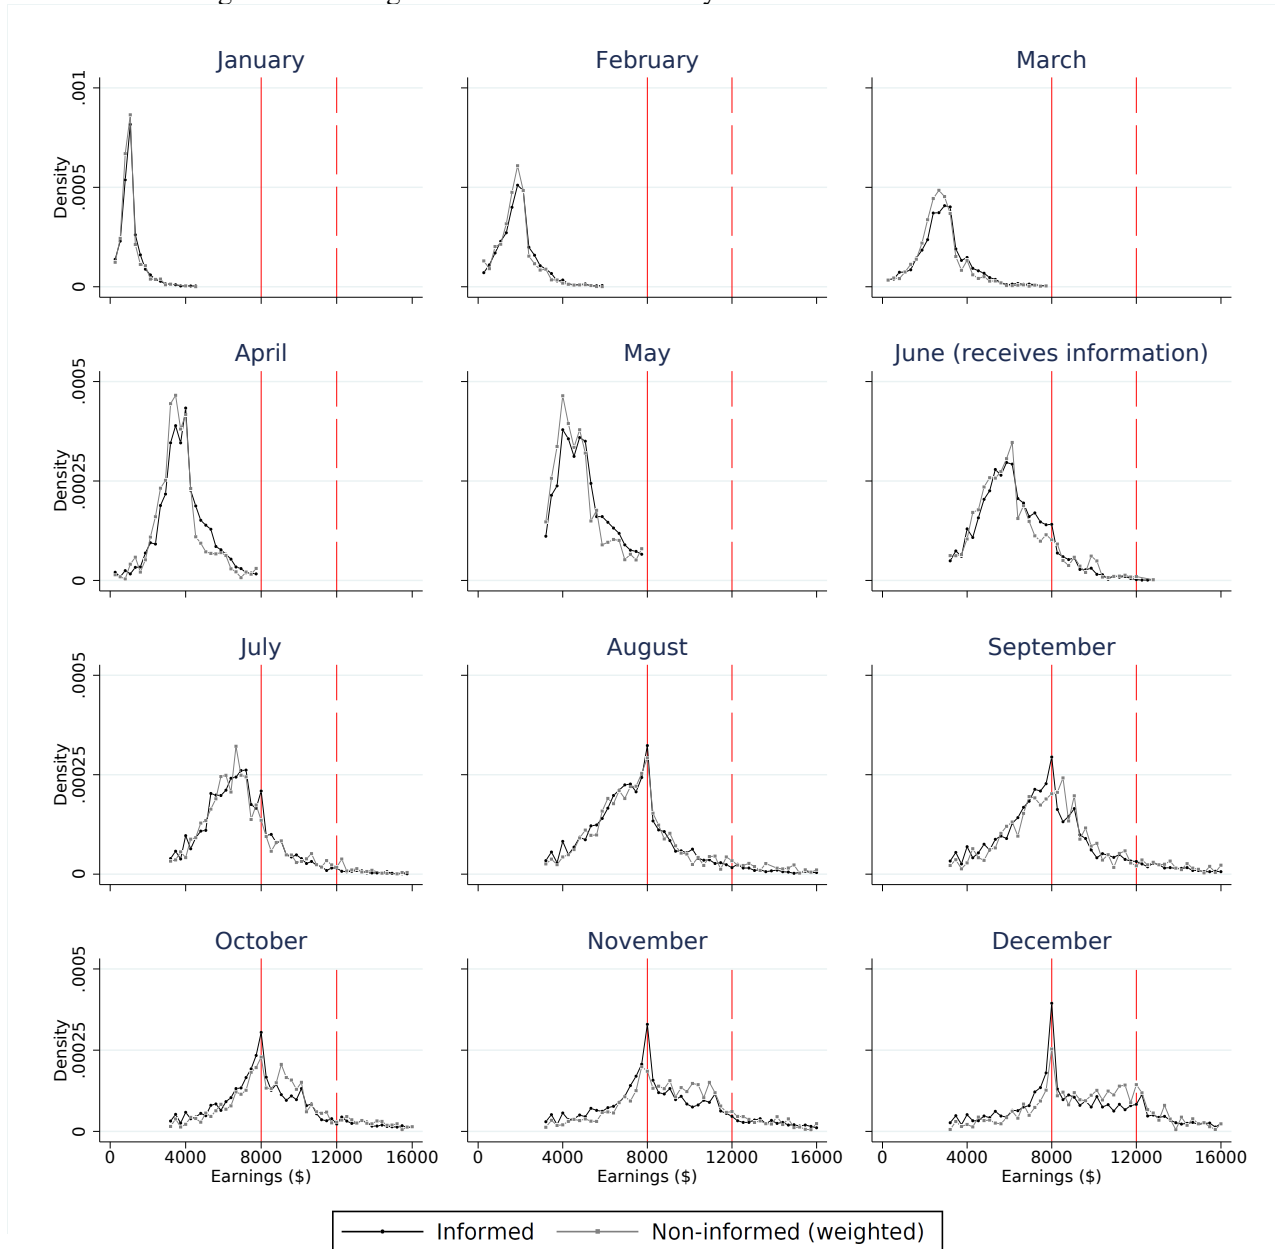 January February March
.001
.0005
0
Density
April May June (receives information)
.0005
.00025
0
Density
July August September
.0005
.00025
0
Density
October November December
.0005
.00025
0
Density
0 4000 8000 12000 16000 0 4000 8000 12000 16000 0 4000 8000 12000 16000
Earnings ($) Earnings ($) Earnings ($)
Informed Non-informed (weighted)